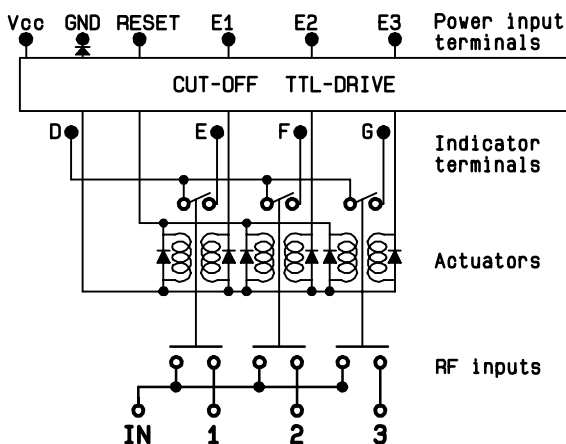 Vcc GND RESET E1 E2 E3 Power input
terminals
CUT-OFF TTL-DRIVE
D E F G Indicator
terminals
Actuators
RF inputs
IN 1 2 3